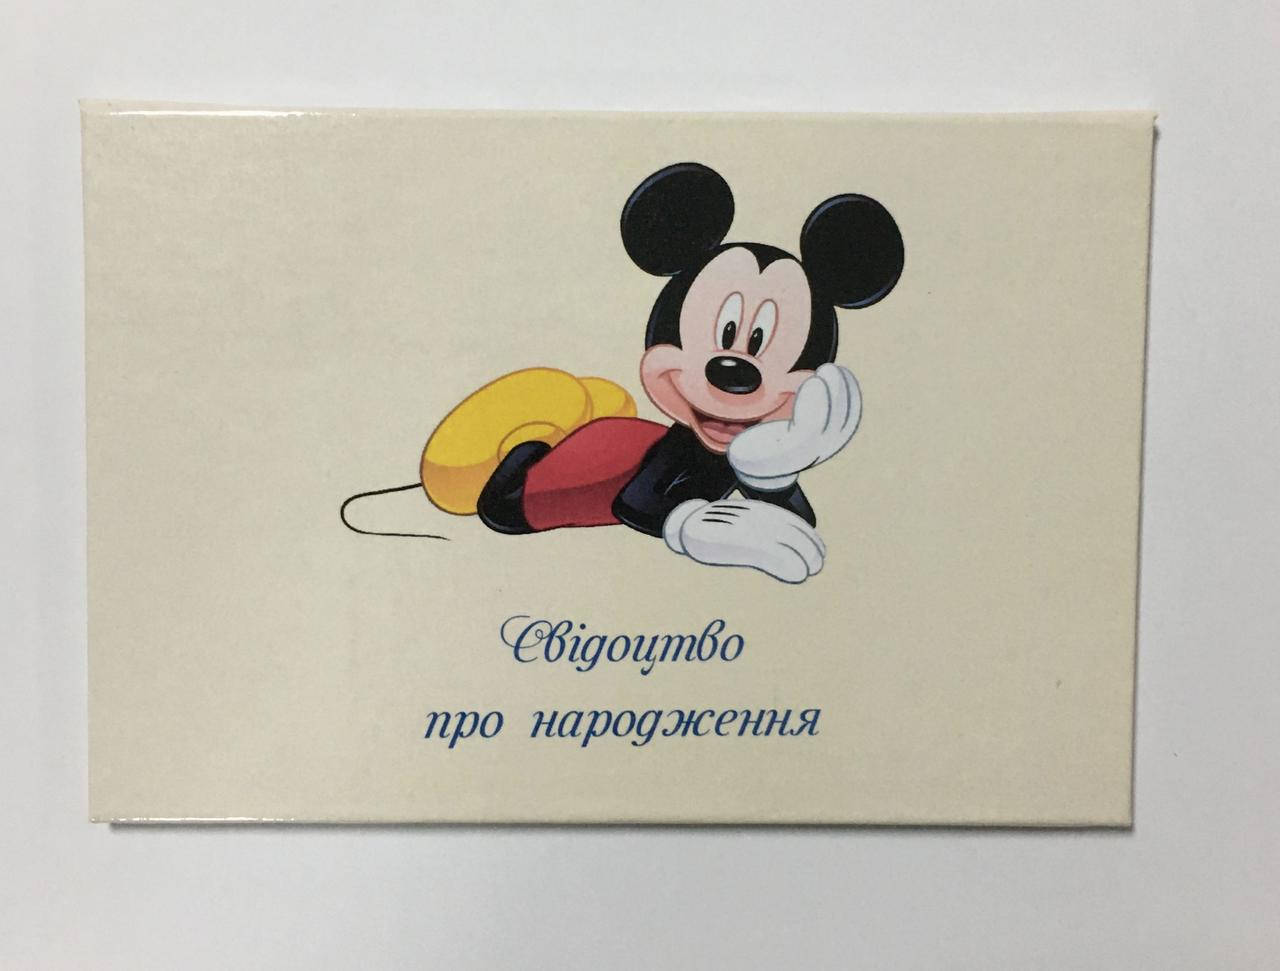 Свідоцтво
про народження